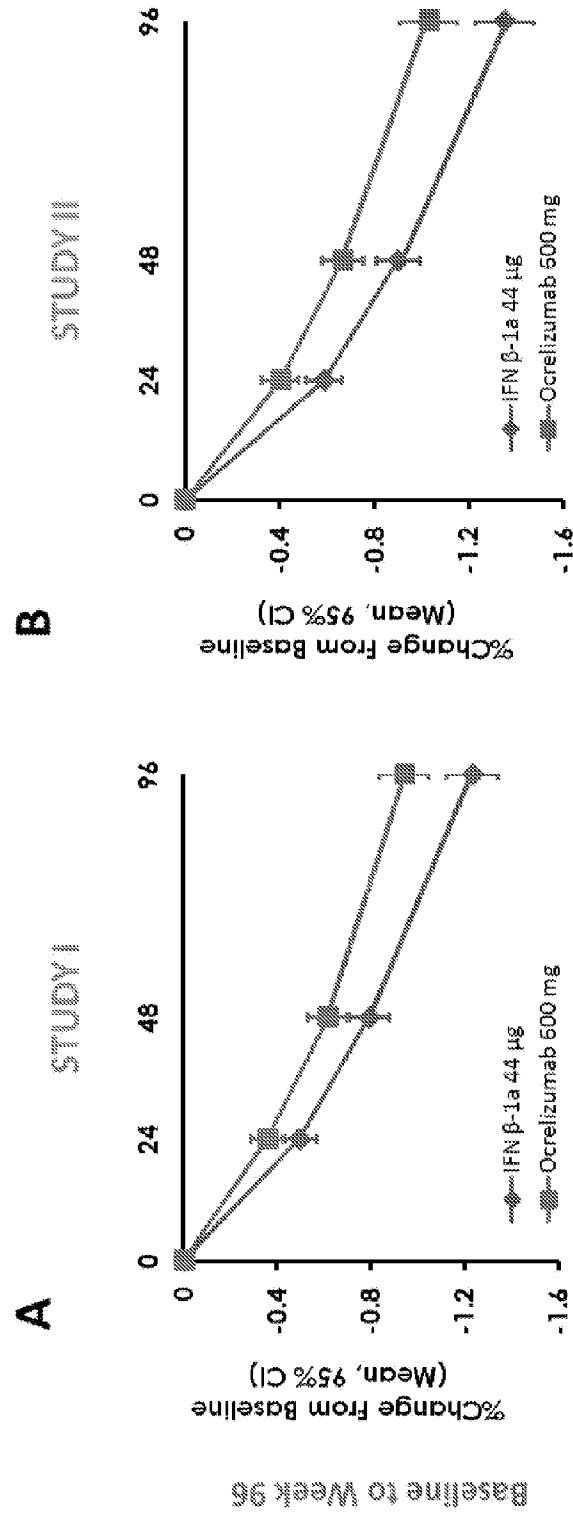 Baseline to Week 96
A
STUDY I
%Change From Baseline
(Mean, 95% CI)
0
24
48
96
0
-0.4
-0.8
-1.2
-1.6
IFN β-1a 44 μg
Ocrelizumab 600 mg
B
STUDY II
%Change From Baseline
(Mean, 95% CI)
0
24
48
96
0
-0.4
-0.8
-1.2
-1.6
IFN β-1a 44 μg
Ocrelizumab 600 mg